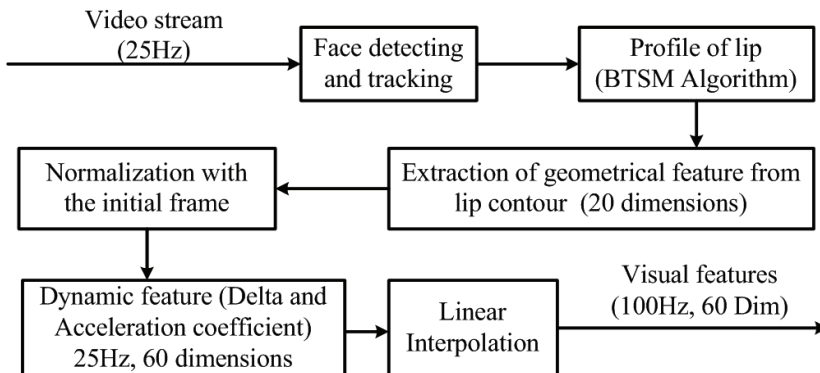 Video stream
(25Hz)
Face detecting
and tracking
Profile of lip
(BTSM Algorithm)
Extraction of geometrical feature from
lip contour (20 dimensions)
Normalization with
the initial frame
Dynamic feature (Delta and
Acceleration coefficient)
25Hz, 60 dimensions
Linear
Interpolation
Visual features
(100Hz, 60 Dim)